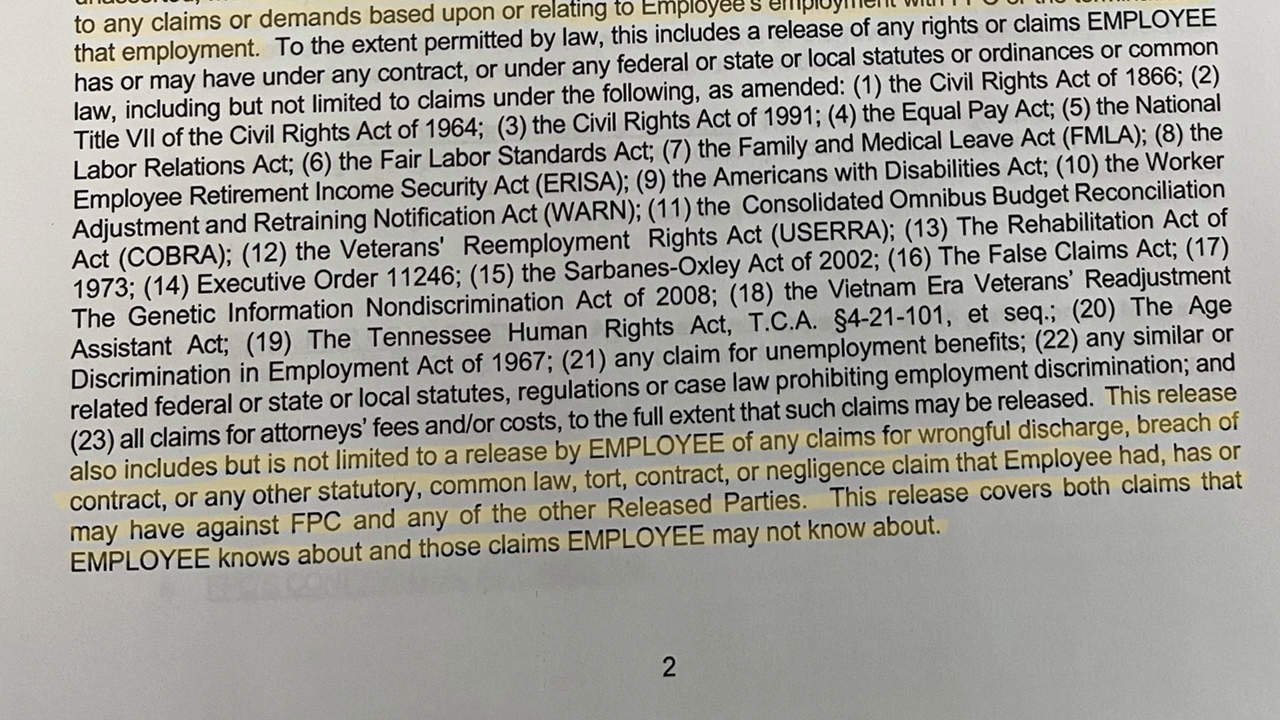 to any claims or demands based upon or relating to Employee's employment with
that employment. To the extent permitted by law, this includes a release of any rights or claims EMPLOYEE
has or may have under any contract, or under any federal or state or local statutes or ordinances or common
law, including but not limited to claims under the following, as amended: (1) the Civil Rights Act of 1866; (2)
Title VII of the Civil Rights Act of 1964; (3) the Civil Rights Act of 1991; (4) the Equal Pay Act; (5) the National
Labor Relations Act; (6) the Fair Labor Standards Act; (7) the Family and Medical Leave Act (FMLA); (8) the
Employee Retirement Income Security Act (ERISA); (9) the Americans with Disabilities Act; (10) the Worker
Adjustment and Retraining Notification Act (WARN); (11) the Consolidated Omnibus Budget Reconciliation
Act (COBRA); (12) the Veterans' Reemployment Rights Act (USERRA); (13) The Rehabilitation Act of
1973; (14) Executive Order 11246; (15) the Sarbanes-Oxley Act of 2002; (16) The False Claims Act; (17)
The Genetic Information Nondiscrimination Act of 2008; (18) the Vietnam Era Veterans' Readjustment
Assistant Act; (19) The Tennessee Human Rights Act, T.C.A. §4-21-101, et seq.; (20) The Age
Discrimination in Employment Act of 1967; (21) any claim for unemployment benefits; (22) any similar or
related federal or state or local statutes, regulations or case law prohibiting employment discrimination; and
(23) all claims for attorneys' fees and/or costs, to the full extent that such claims may be released. This release
also includes but is not limited to a release by EMPLOYEE of any claims for wrongful discharge, breach of
contract, or any other statutory, common law, tort, contract, or negligence claim that Employee had, has or
may have against FPC and any of the other Released Parties. This release covers both claims that
EMPLOYEE knows about and those claims EMPLOYEE may not know about.
2